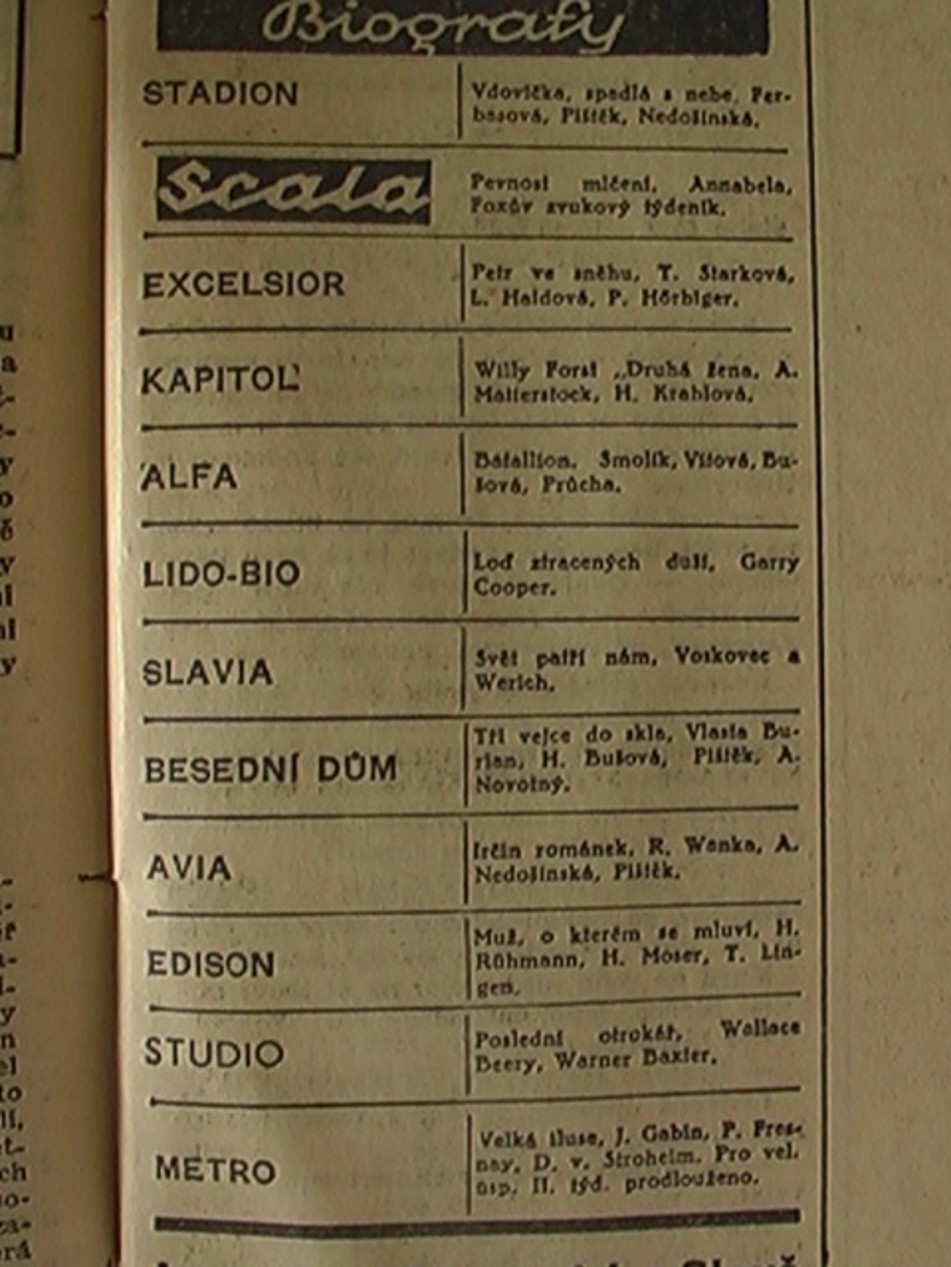 Biografy
STADION
Vdovička, spadlá s nebe, Fer-
basová, Pištěk, Nedošinská.
Scala
Pevnost mlčení, Annabela,
Foxův zvukový týdeník.
EXCELSIOR
Petr ve sněhu, T. Starková,
L. Haidová, P. Hörbiger.
KAPITOL
Willy Forst „Druhá žena, A.
Matterstock, H. Krahlová.
ALFA
Batallion. Smolík, Vítová, Bu-
šová, Průcha.
LIDO-BIO
Loď ztracených duší, Garry
Cooper.
SLAVIA
Svět patří nám, Voskovec a
Werich.
BESEDNÍ DŮM
Tři vejce do skla, Vlasta Bu-
rian, H. Bušová, Pištěk, A.
Novotný.
AVIA
Irčin románek, R. Wanka, A.
Nedošinská, Pištěk.
EDISON
Muž, o kterém se mluví, H.
Rühmann, H. Moser, T. Lin-
gen.
STUDIO
Poslední otrokář, Wallace
Beery, Warner Baxter.
METRO
Velká iluse, J. Gabin, P. Fres-
nay, D. v. Stroheim. Pro vel.
úsp. II. týd. prodlouženo.